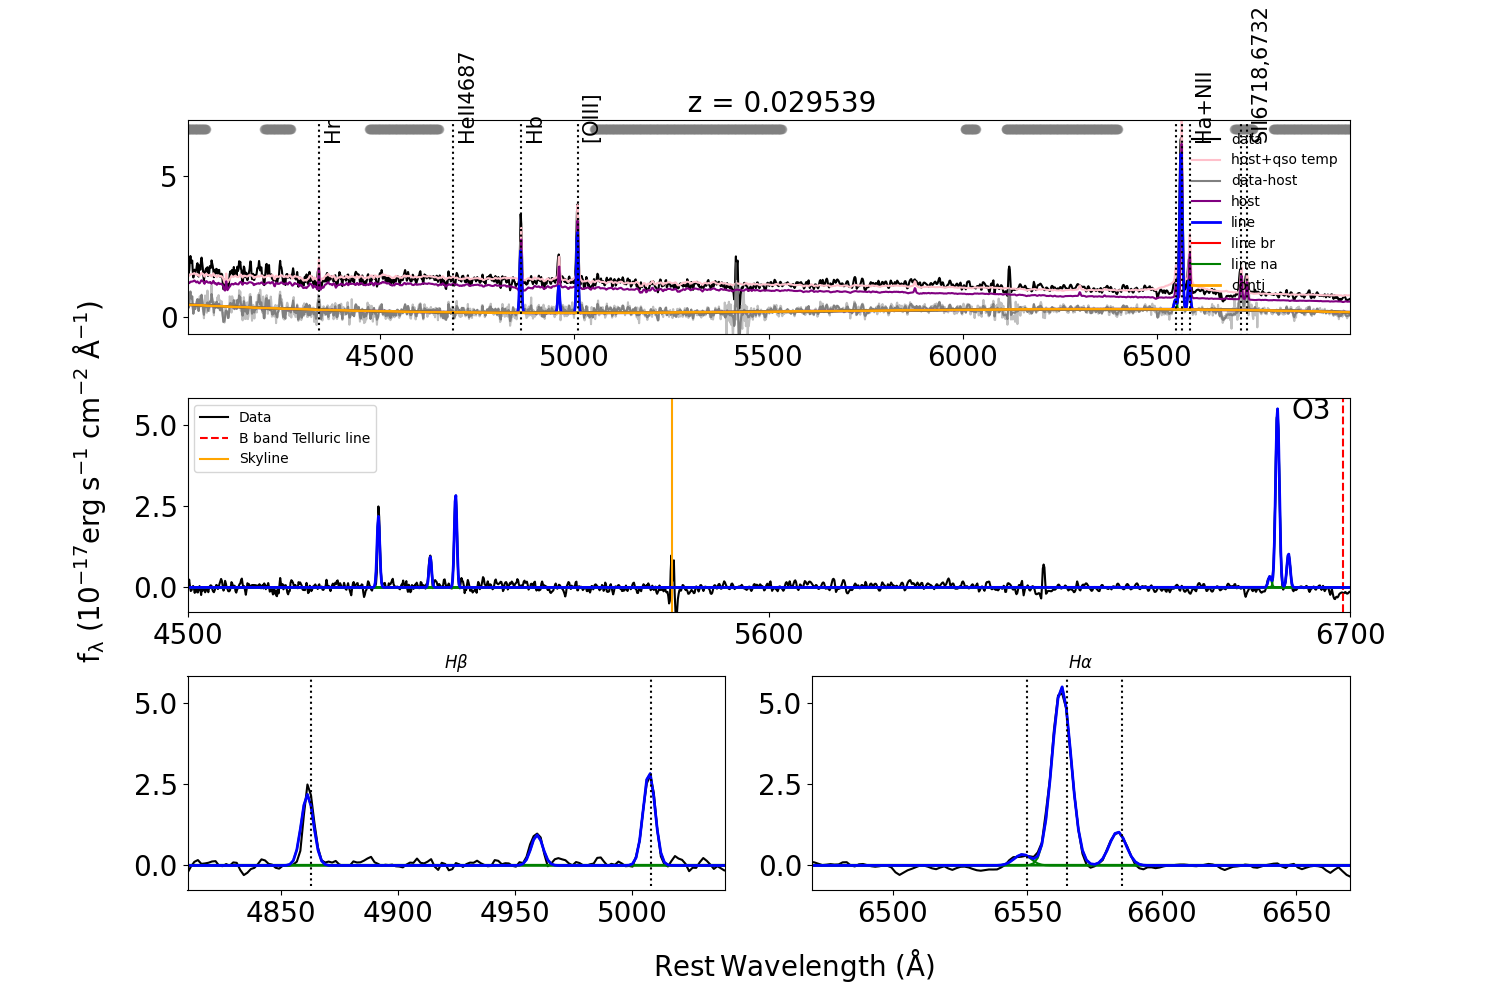 z = 0.029539
Hr
HeII4687
Hb
[OIII]
Ha+NII
SII6718,6732
data
host+qso temp
data-host
host
line
line br
line na
conti
5
0
4500
5000
5500
6000
6500
f_λ (10^−17 erg s^−1 cm^−2 Å^−1)
Data
B band Telluric line
Skyline
O3
5.0
2.5
0.0
4500
5600
6700
Hβ
5.0
2.5
0.0
4850
4900
4950
5000
Hα
5.0
2.5
0.0
6500
6550
6600
6650
Rest Wavelength (Å)